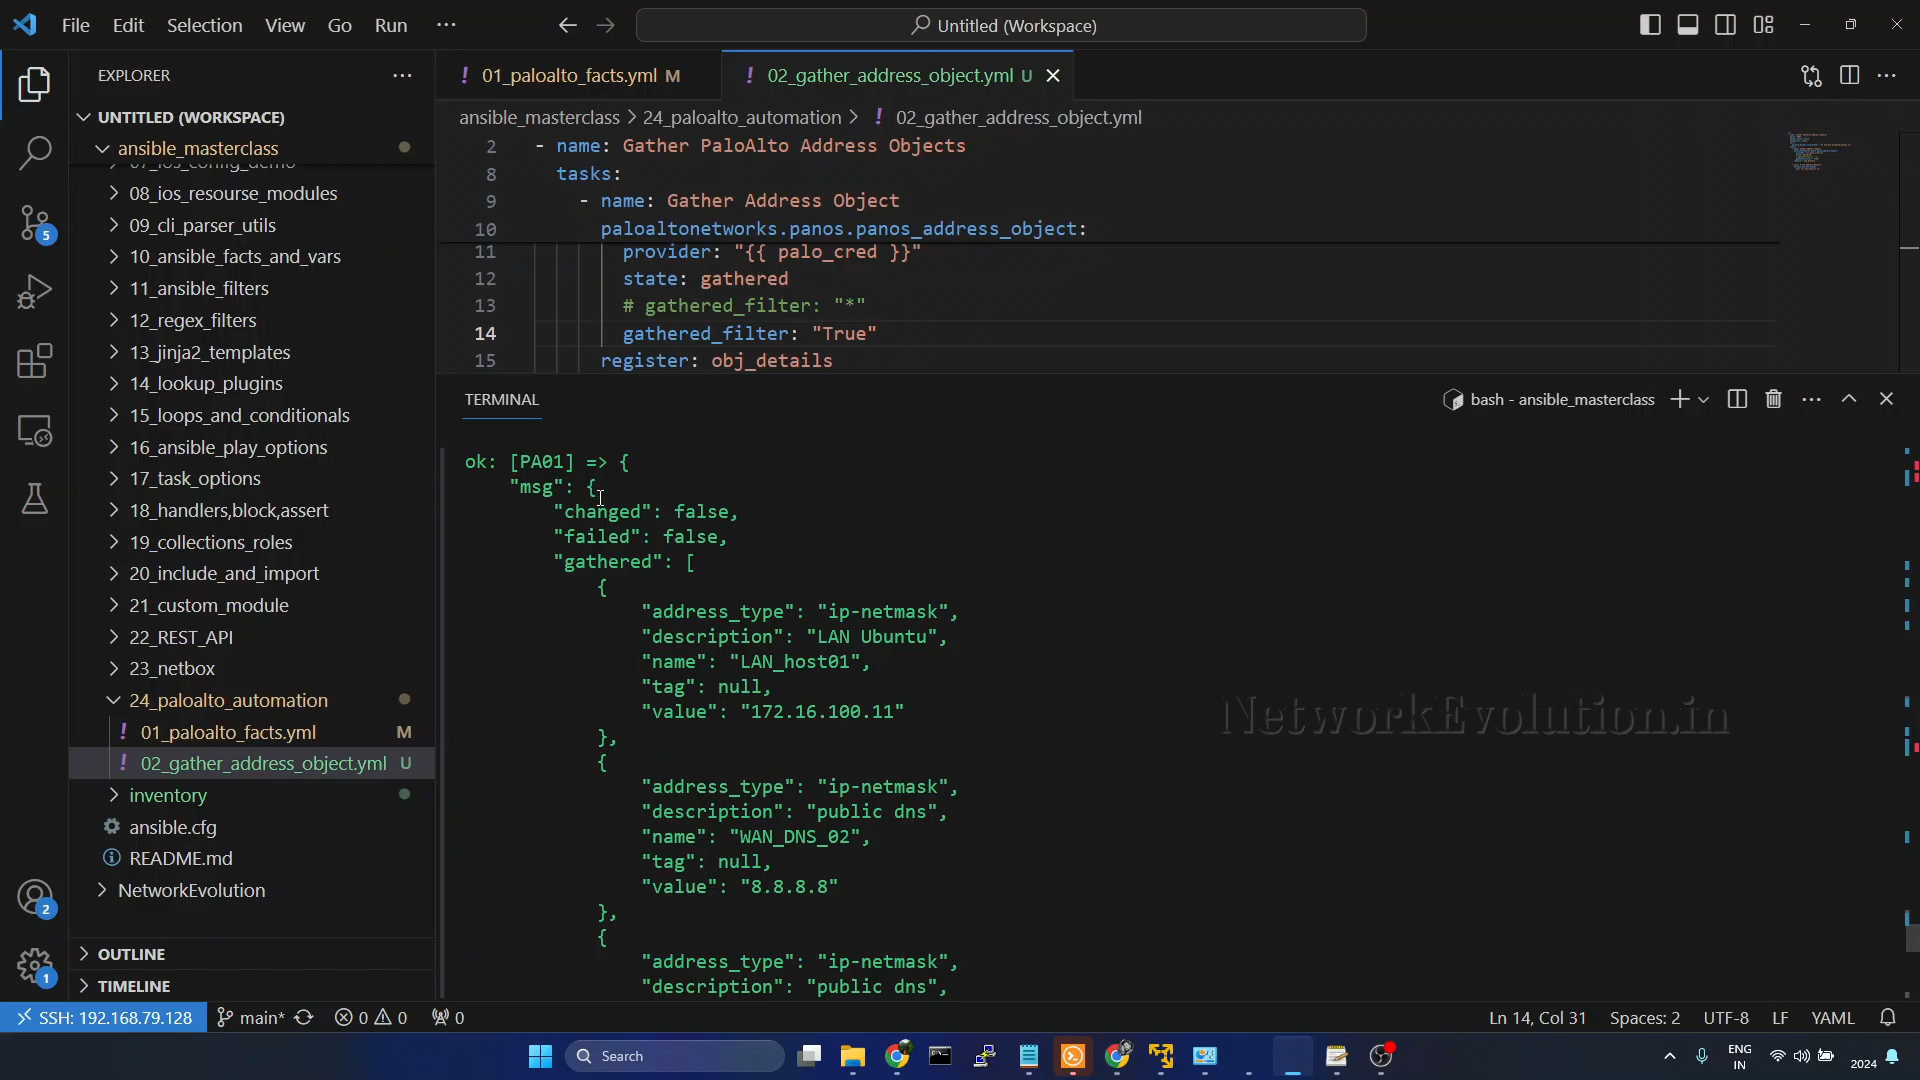 File Edit Selection View Go Run ···
Untitled (Workspace)
EXPLORER
UNTITLED (WORKSPACE)
ansible_masterclass
07_ios_config_demo
08_ios_resourse_modules
09_cli_parser_utils
10_ansible_facts_and_vars
11_ansible_filters
12_regex_filters
13_jinja2_templates
14_lookup_plugins
15_loops_and_conditionals
16_ansible_play_options
17_task_options
18_handlers,block,assert
19_collections_roles
20_include_and_import
21_custom_module
22_REST_API
23_netbox
24_paloalto_automation
! 01_paloalto_facts.yml M
! 02_gather_address_object.yml U
inventory
ansible.cfg
README.md
NetworkEvolution
OUTLINE
TIMELINE
5
2
1
! 01_paloalto_facts.yml M
! 02_gather_address_object.yml U
ansible_masterclass > 24_paloalto_automation > ! 02_gather_address_object.yml
2 - name: Gather PaloAlto Address Objects
8 tasks:
9 - name: Gather Address Object
10 paloaltonetworks.panos.panos_address_object:
11 provider: "{{ palo_cred }}"
12 state: gathered
13 # gathered_filter: "*"
14 gathered_filter: "True"
15 register: obj_details
TERMINAL
bash - ansible_masterclass
ok: [PA01] => {
"msg": {
"changed": false,
"failed": false,
"gathered": [
{
"address_type": "ip-netmask",
"description": "LAN Ubuntu",
"name": "LAN_host01",
"tag": null,
"value": "172.16.100.11"
},
{
"address_type": "ip-netmask",
"description": "public dns",
"name": "WAN_DNS_02",
"tag": null,
"value": "8.8.8.8"
},
{
"address_type": "ip-netmask",
"description": "public dns",
NetworkEvolution.in
SSH: 192.168.79.128 main* 0 0 0
Ln 14, Col 31 Spaces: 2 UTF-8 LF YAML
Search
ENG
IN
2024